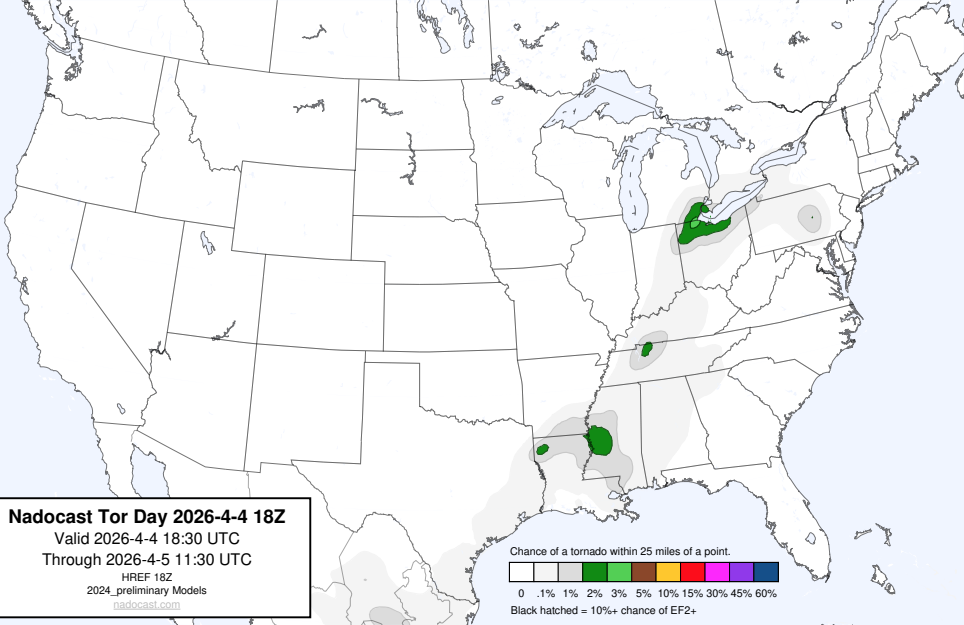 Nadocast Tor Day 2026-4-4 18Z
Valid 2026-4-4 18:30 UTC
Through 2026-4-5 11:30 UTC
HREF 18Z
2024_preliminary Models
nadocast.com
Chance of a tornado within 25 miles of a point.
0 .1% 1% 2% 3% 5% 10% 15% 30% 45% 60%
Black hatched = 10%+ chance of EF2+